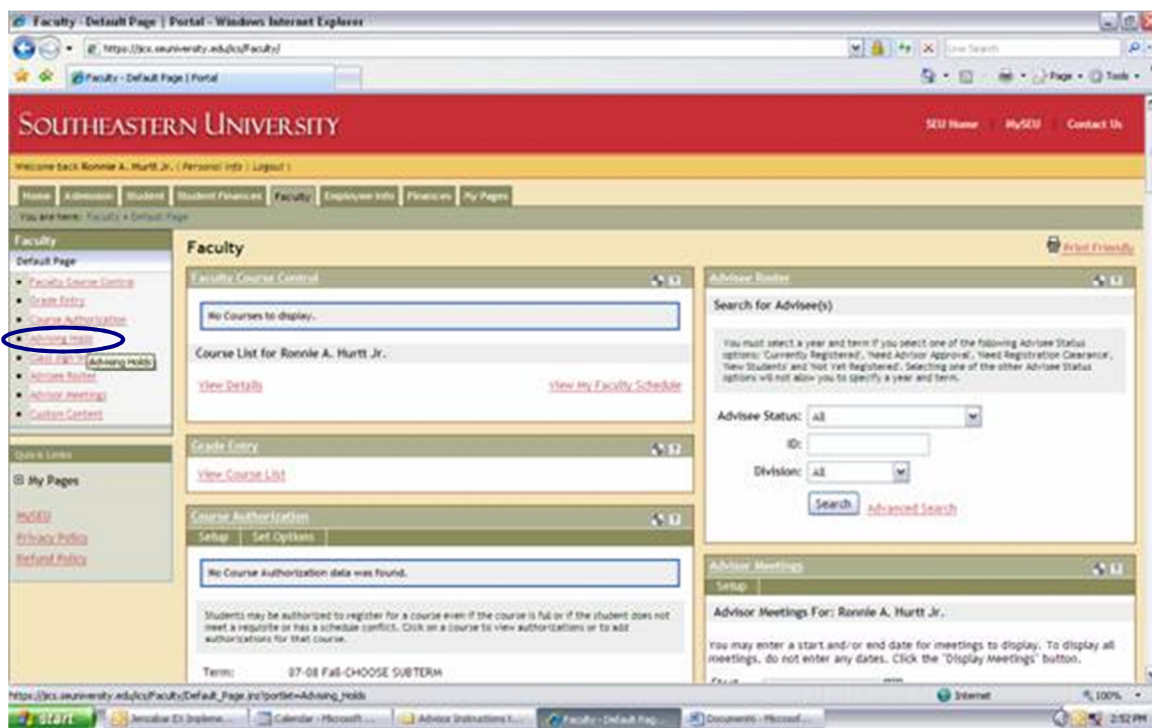 Faculty - Default Page | Portal - Windows Internet Explorer
https://jics.seuniversity.edu/ics/Faculty/
Live Search
Faculty - Default Page | Portal
Page
Tools
SOUTHEASTERN UNIVERSITY
SEU Home
MySEU
Contact Us
Welcome back Ronnie A. Hurtt Jr. ( Personal Info | Logout )
Home
Admission
Student
Student Finances
Faculty
Employee Info
Finances
My Pages
You are here: Faculty > Default Page
Faculty
Default Page
Faculty Course Control
Grade Entry
Course Authorization
Advising Holds
Advising Holds
Advisee Roster
Advisor Meetings
Custom Content
Quick Links
My Pages
MySEU
Privacy Policy
Refund Policy
Faculty
Print Friendly
Faculty Course Control
No Courses to display.
Course List for Ronnie A. Hurtt Jr.
View Details
View My Faculty Schedule
Grade Entry
View Course List
Course Authorization
Setup
Set Options
No Course Authorization data was found.
Students may be authorized to register for a course even if the course is full or if the student does not
meet a requisite or has a schedule conflict. Click on a course to view authorizations or to add
authorizations for that course.
Term: 07-08 Fall-CHOOSE SUBTERM
Advisee Roster
Search for Advisee(s)
You must select a year and term if you select one of the following Advisee Status
options: 'Currently Registered', 'Need Advisor Approval', 'Need Registration Clearance',
'New Students' and 'Not Yet Registered'. Selecting one of the other Advisee Status
options will not allow you to specify a year and term.
Advisee Status: All
ID:
Division: All
Search
Advanced Search
Advisor Meetings
Setup
Advisor Meetings For: Ronnie A. Hurtt Jr.
You may enter a start and/or end date for meetings to display. To display all
meetings, do not enter any dates. Click the "Display Meetings" button.
Start
https://jics.seuniversity.edu/ics/Faculty/Default_Page.jnz?portlet=Advising_Holds
Internet
100%
start
Jenzabar EX Impleme...
Calendar - Microsoft ...
Advisor Instructions t...
Faculty - Default Pag...
Document5 - Microsof...
2:52 PM